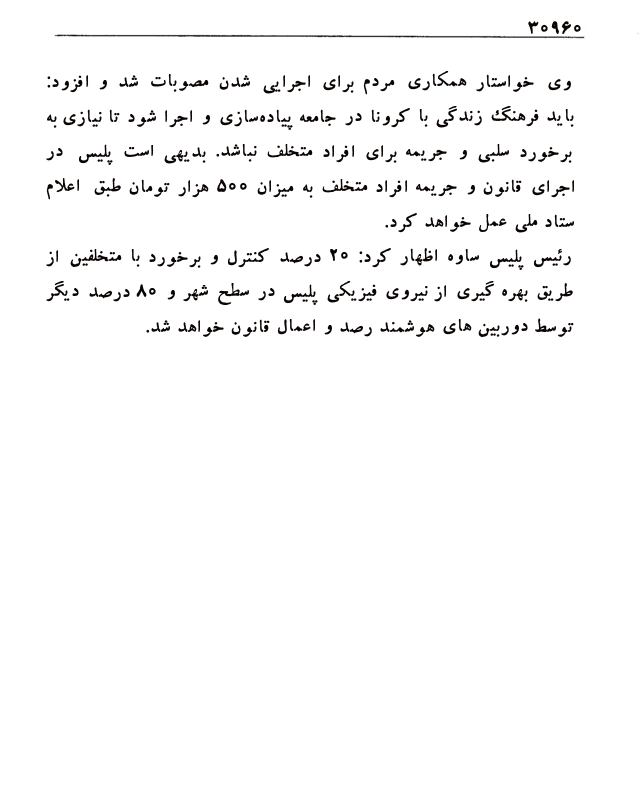 ۳۰۹۶۰
وی خواستار همکاری مردم برای اجرایی شدن مصوبات شد و افزود:
باید فرهنگ زندگی با کرونا در جامعه پیاده‌سازی و اجرا شود تا نیازی به
برخورد سلبی و جریمه برای افراد متخلف نباشد. بدیهی است پلیس در
اجرای قانون و جریمه افراد متخلف به میزان ۵۰۰ هزار تومان طبق اعلام
ستاد ملی عمل خواهد کرد.
رئیس پلیس ساوه اظهار کرد: ۲۰ درصد کنترل و برخورد با متخلفین از
طریق بهره گیری از نیروی فیزیکی پلیس در سطح شهر و ۸۰ درصد دیگر
توسط دوربین های هوشمند رصد و اعمال قانون خواهد شد.